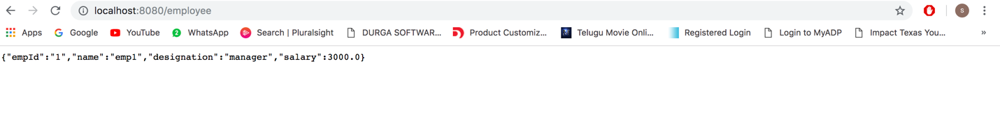 localhost:8080/employee
S
Apps Google YouTube 2 WhatsApp Search | Pluralsight DURGA SOFTWAR... Product Customiz... Telugu Movie Onli... Registered Login Login to MyADP Impact Texas You... »
{"empId":"1","name":"emp1","designation":"manager","salary":3000.0}